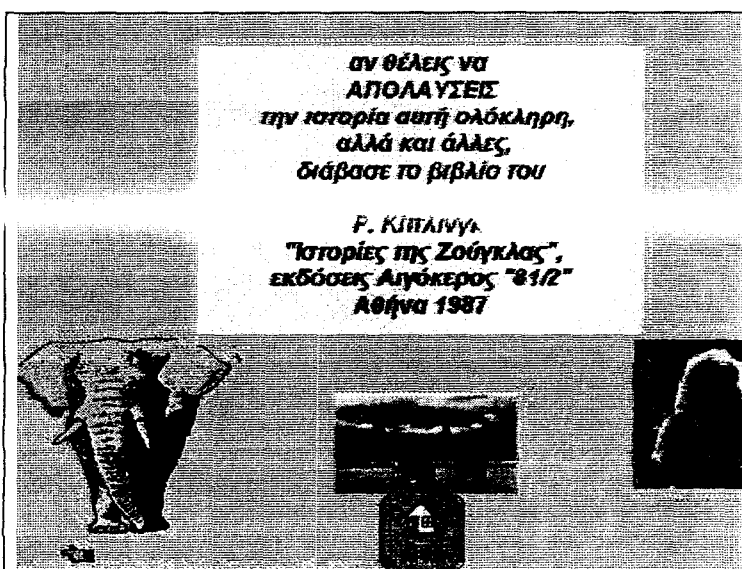 αν θέλεις να
ΑΠΟΛΑΥΣΕΙΣ
την ιστορία αυτή ολόκληρη,
αλλά και άλλες,
διάβασε το βιβλίο του
Ρ. Κίπλινγκ
"Ιστορίες της Ζούγκλας",
εκδόσεις Αιγόκερος "81/2"
Αθήνα 1987